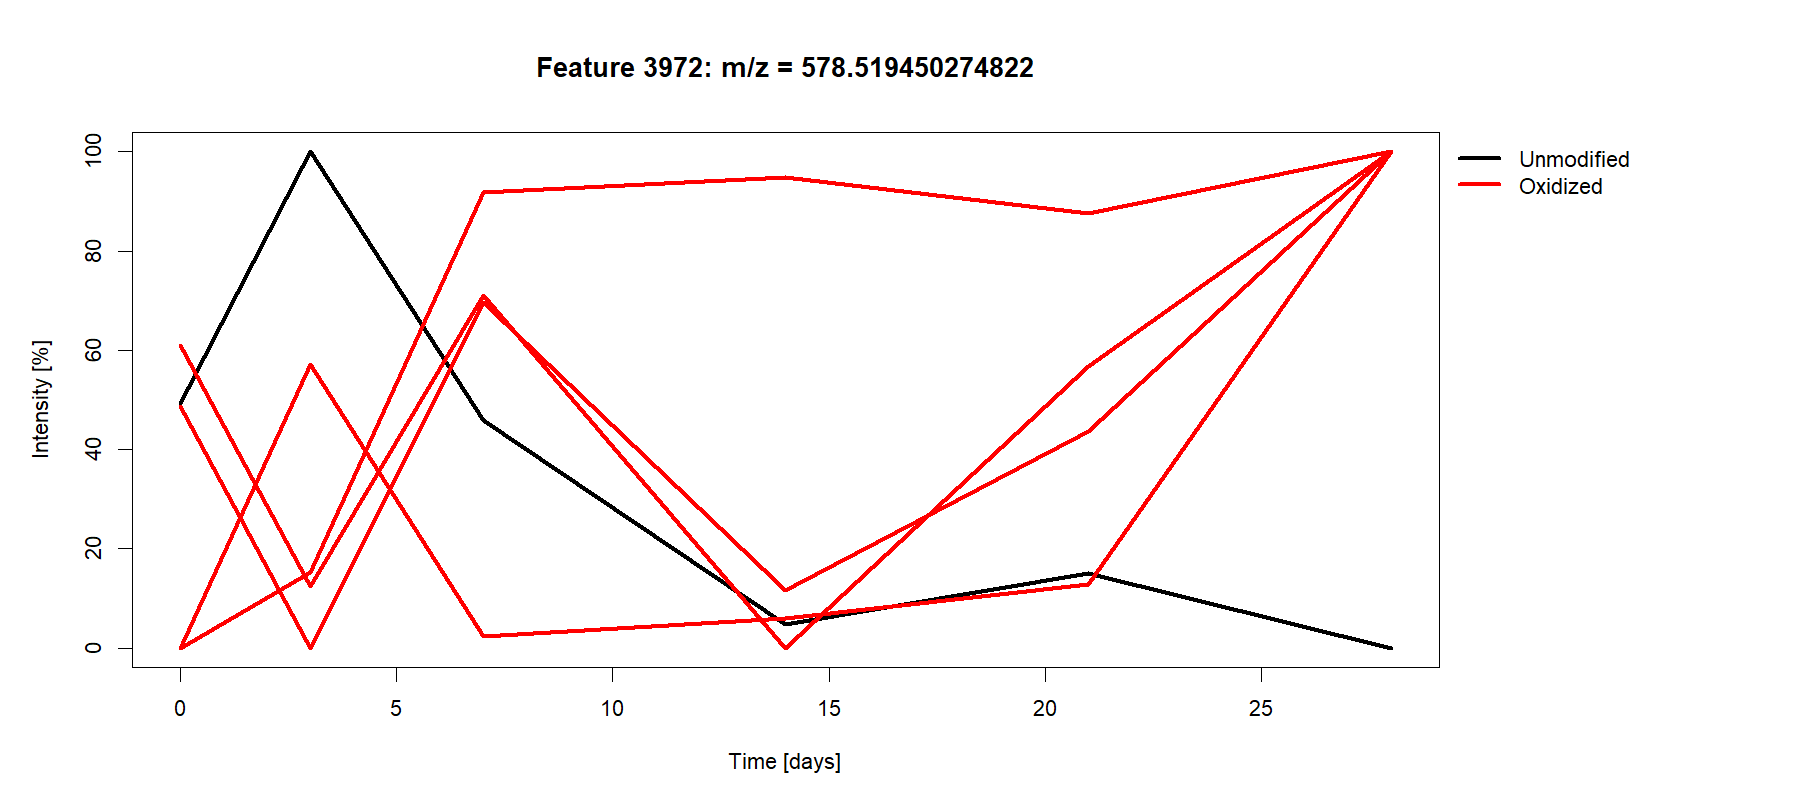 Feature 3972: m/z = 578.519450274822
Unmodified
Oxidized
Intensity [%]
100
80
60
40
20
0
0 5 10 15 20 25
Time [days]